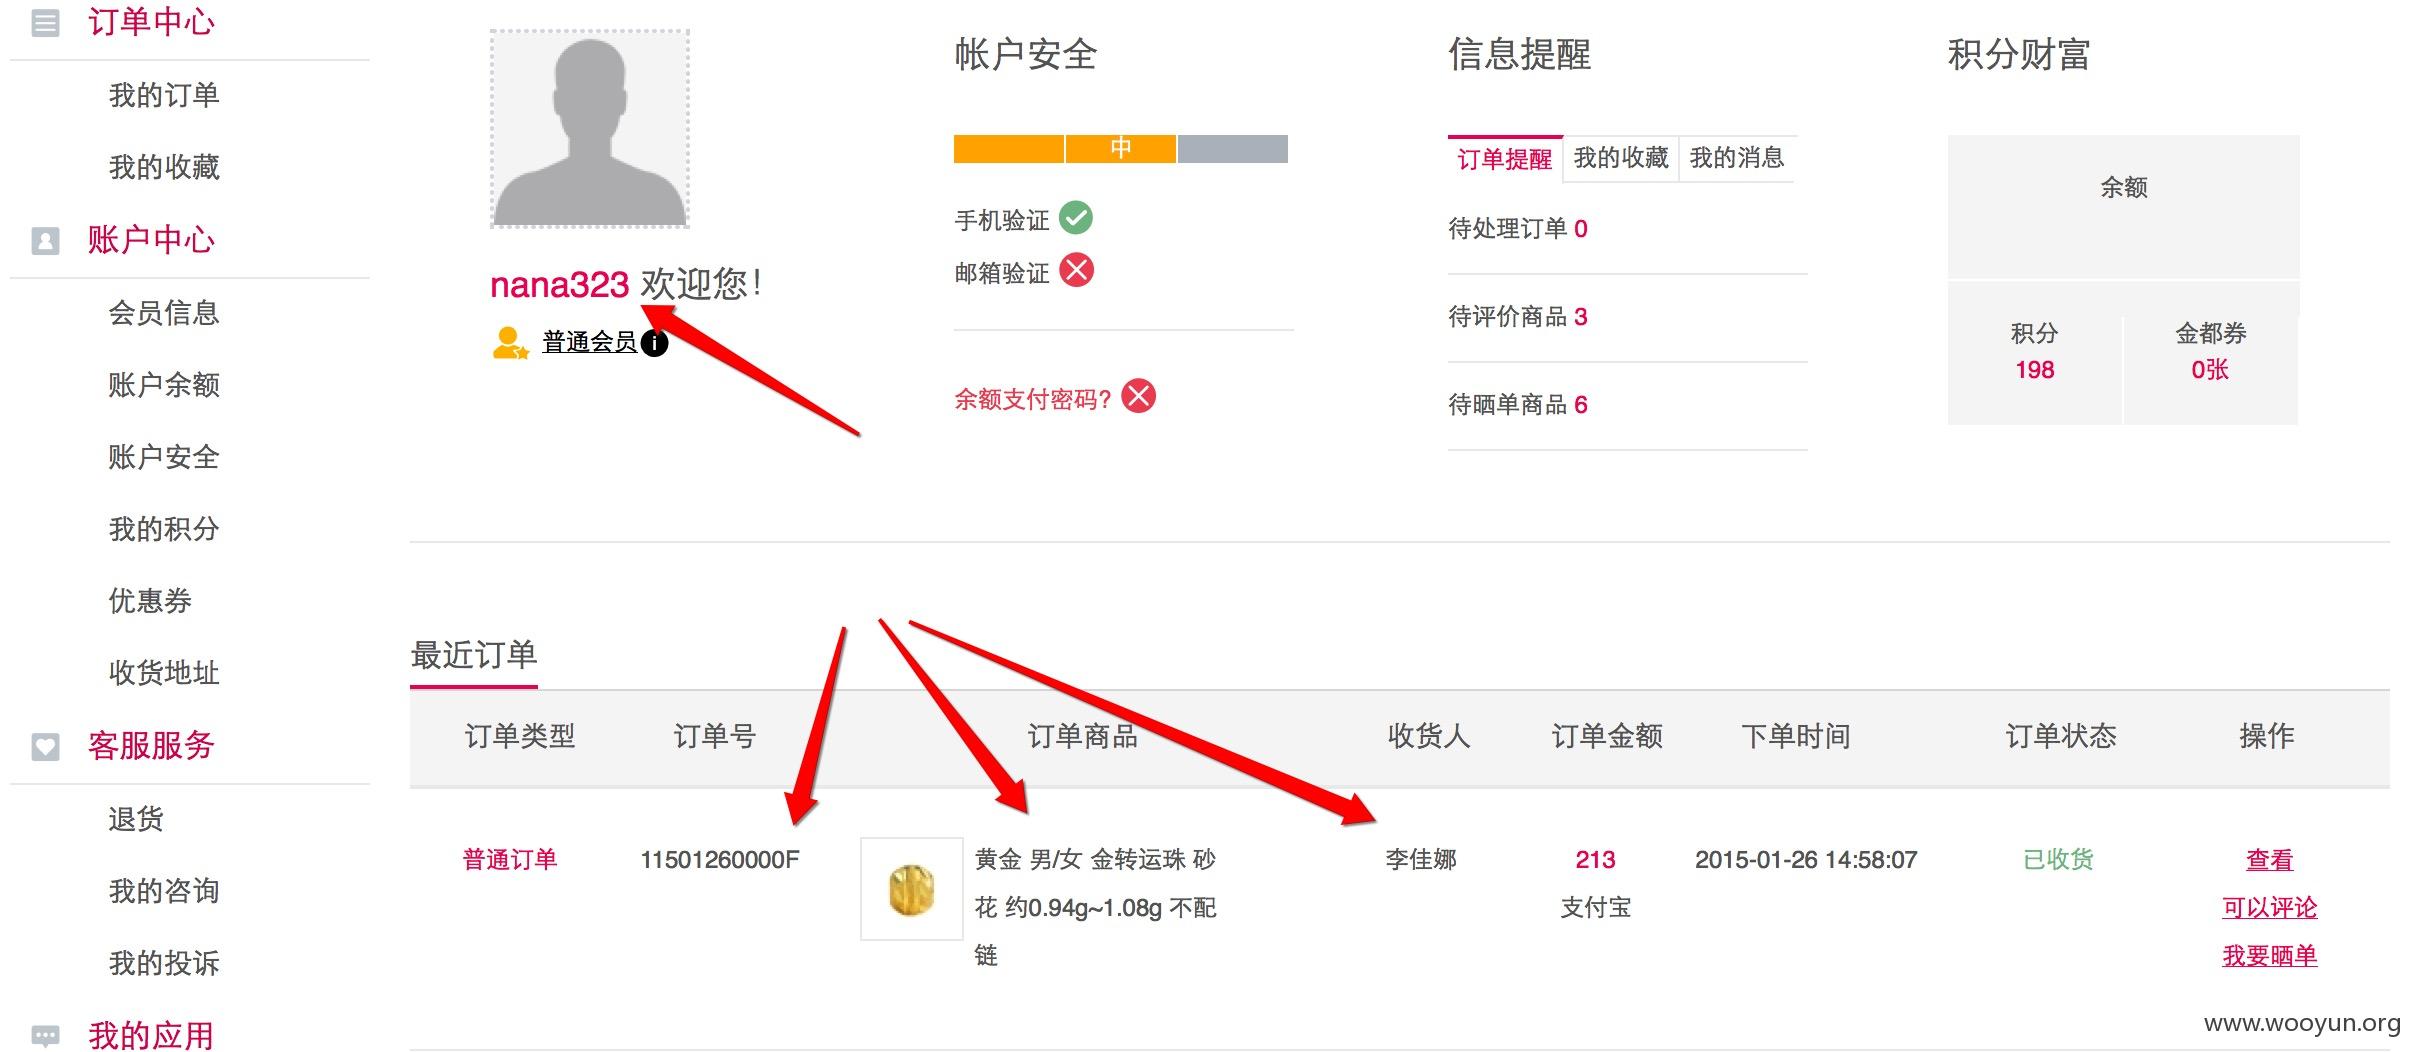 订单中心
我的订单
我的收藏
账户中心
会员信息
账户余额
账户安全
我的积分
优惠券
收货地址
客服服务
退货
我的咨询
我的投诉
我的应用
nana323 欢迎您!
普通会员
帐户安全
中
手机验证
邮箱验证
余额支付密码?
信息提醒
订单提醒 我的收藏 我的消息
待处理订单 0
待评价商品 3
待晒单商品 6
积分财富
余额
积分 金都券
198 0张
最近订单
订单类型 订单号 订单商品 收货人 订单金额 下单时间 订单状态 操作
普通订单 11501260000F 黄金 男/女 金转运珠 砂 李佳娜 213 2015-01-26 14:58:07 已收货 查看
花 约0.94g~1.08g 不配 支付宝 可以评论
链 我要晒单
www.wooyun.org